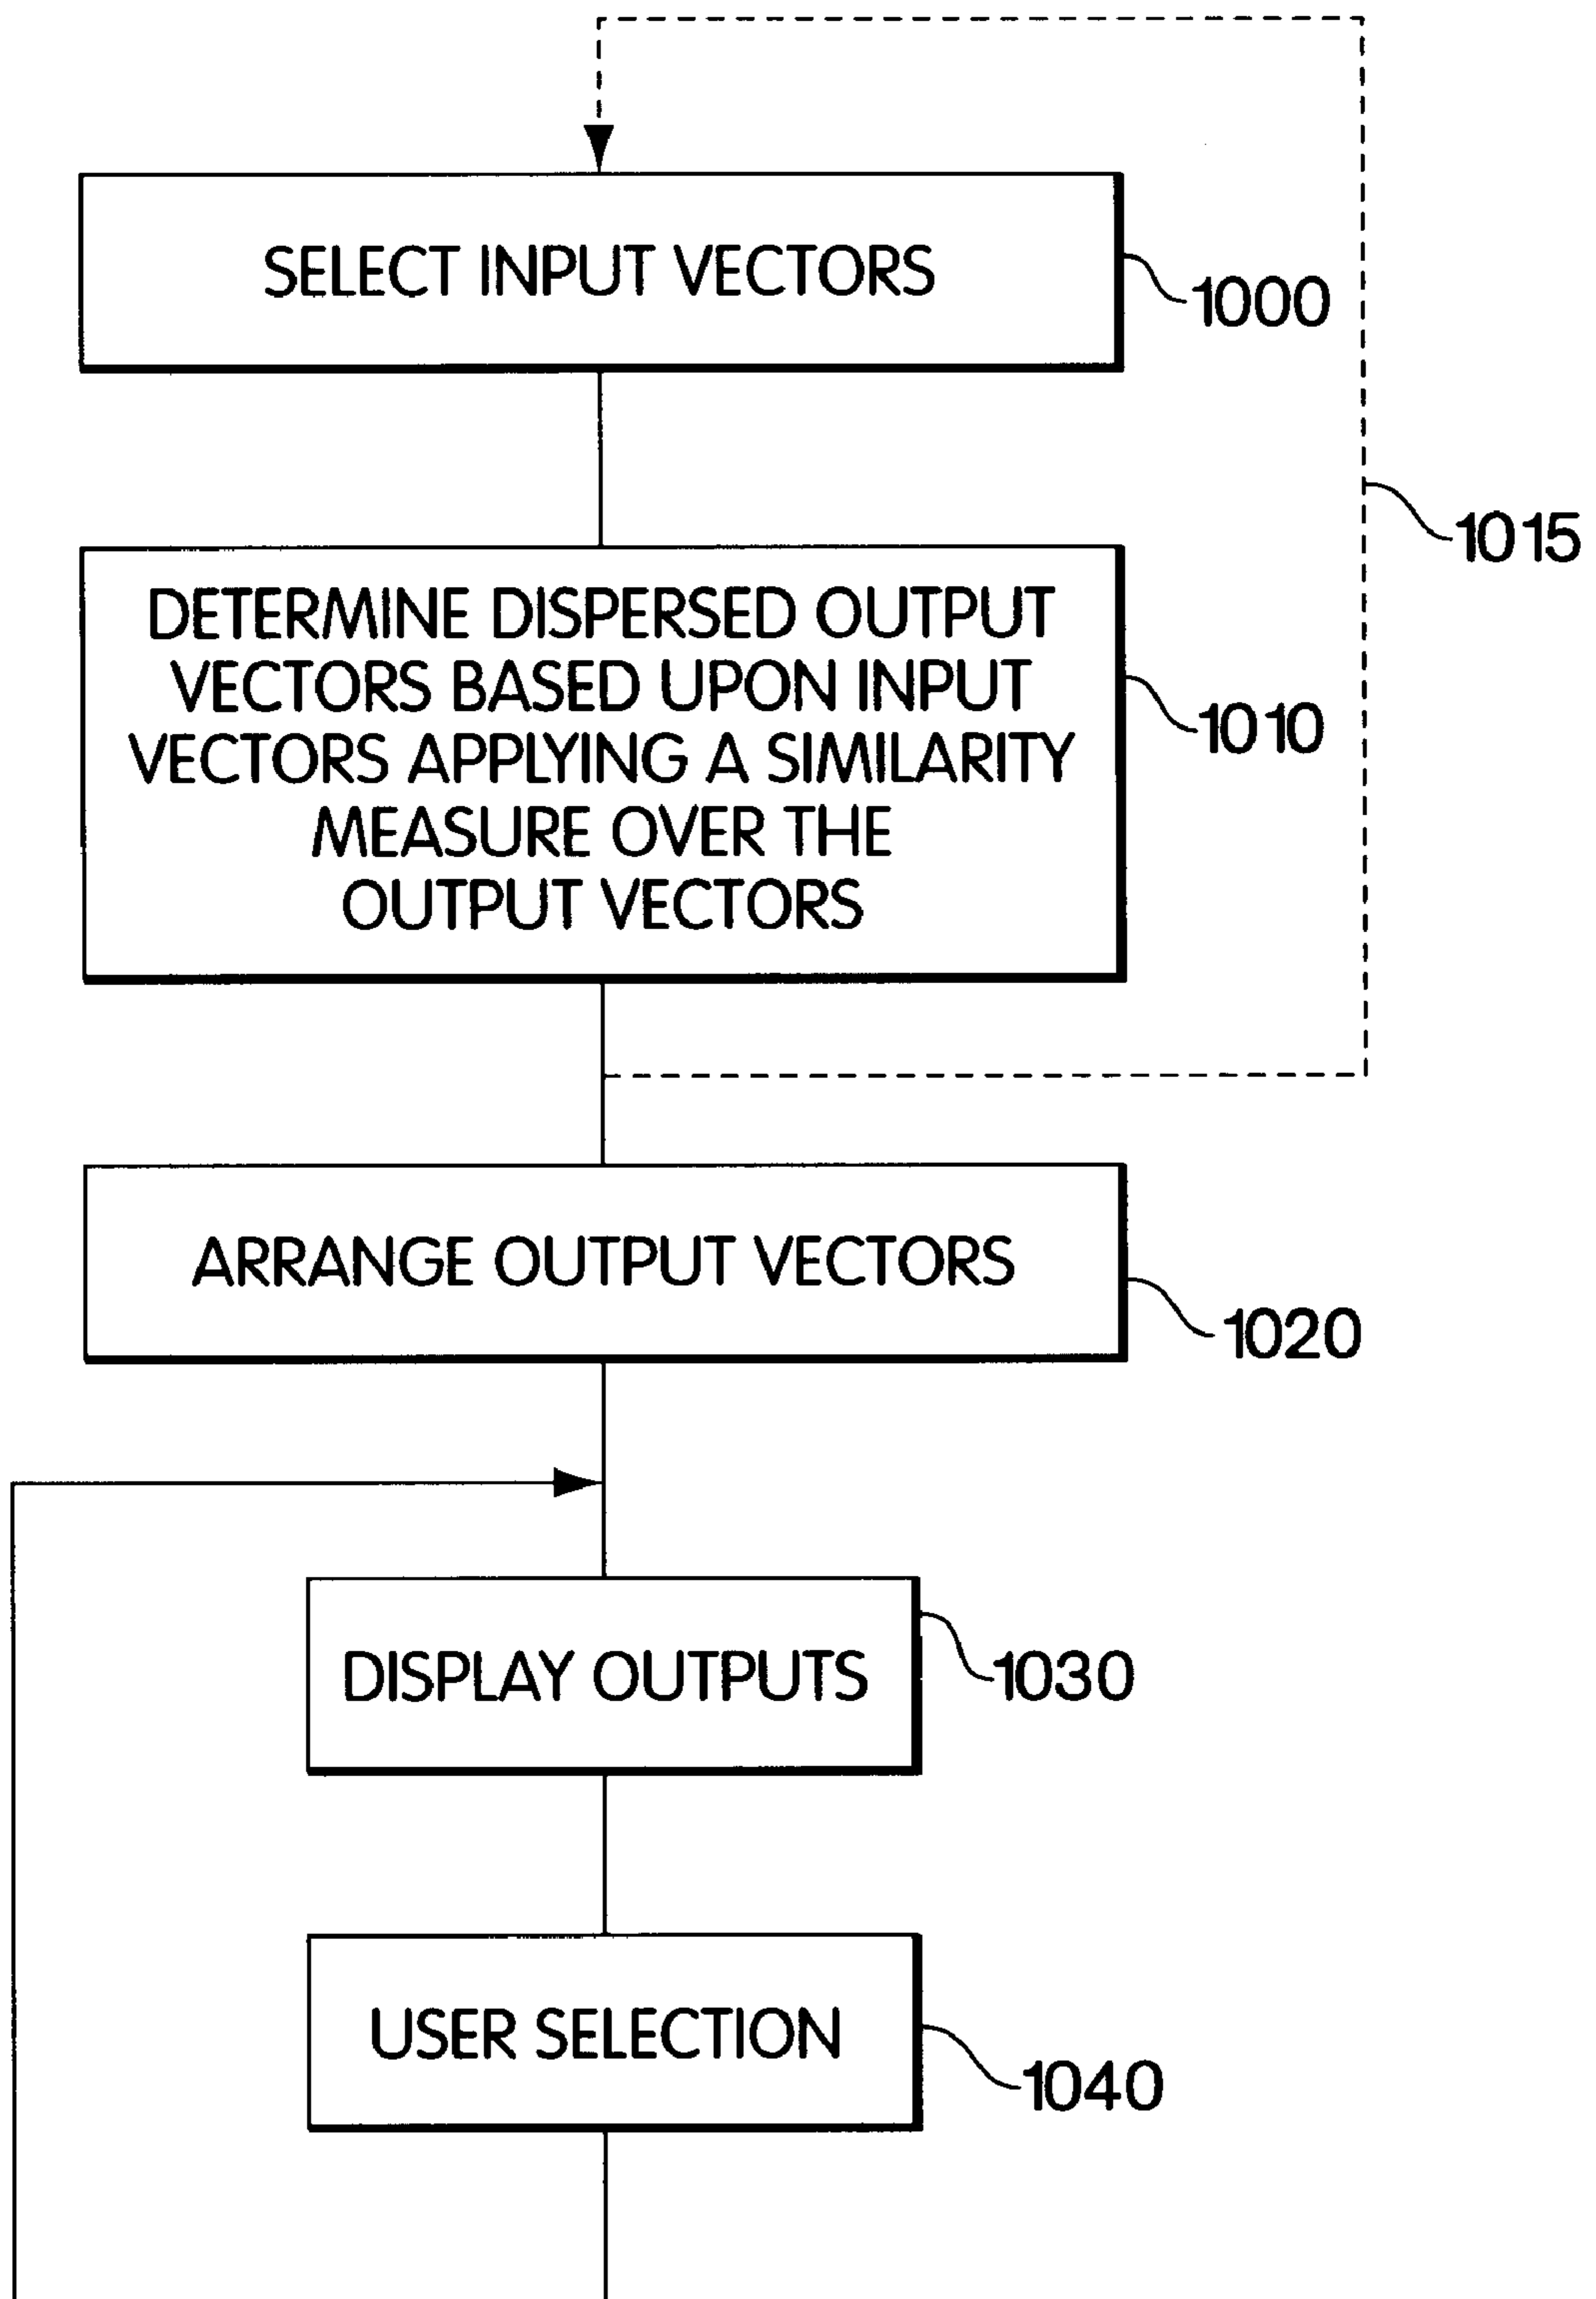 SELECT INPUT VECTORS
1000
1015
DETERMINE DISPERSED OUTPUT
VECTORS BASED UPON INPUT
VECTORS APPLYING A SIMILARITY
MEASURE OVER THE
OUTPUT VECTORS
1010
ARRANGE OUTPUT VECTORS
1020
DISPLAY OUTPUTS
1030
USER SELECTION
1040